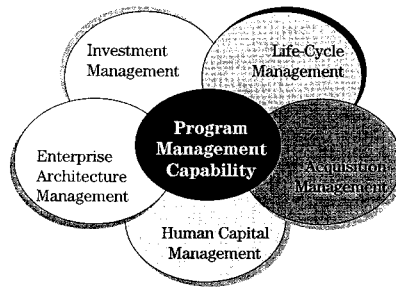 Investment
Management
Life-Cycle
Management
Program
Management
Capability
Enterprise
Architecture
Management
Acquisition
Management
Human Capital
Management